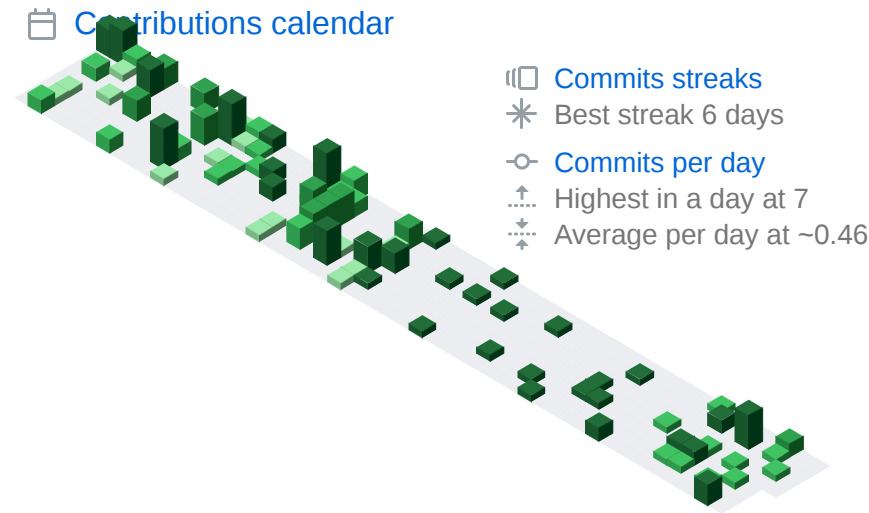 Contributions calendar
Commits streaks
Best streak 6 days
Commits per day
Highest in a day at 7
Average per day at ~0.46